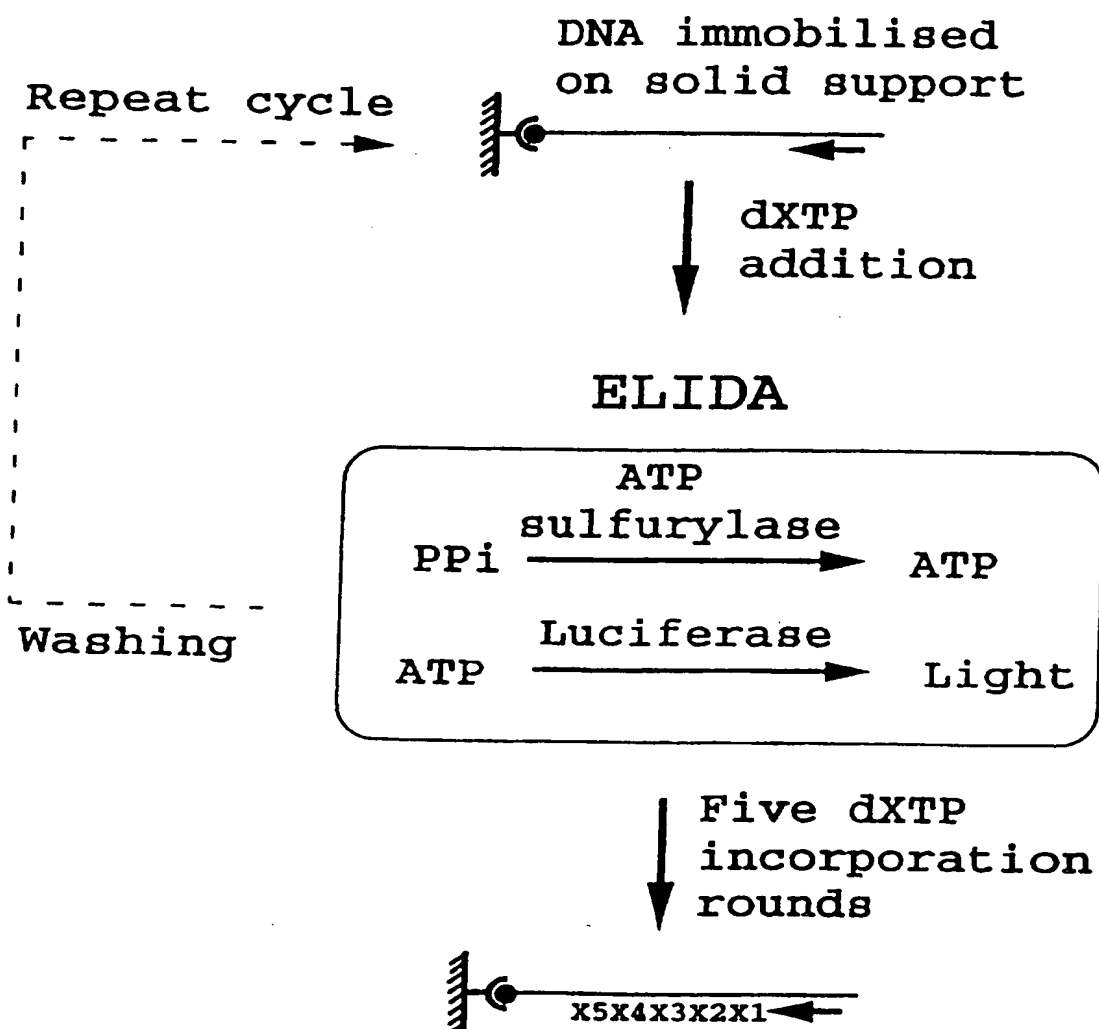 DNA immobilised
on solid support
Repeat cycle
dXTP
addition
ELIDA
ATP
sulfurylase
PPi
ATP
Luciferase
ATP
Light
Washing
Five dXTP
incorporation
rounds
X5X4X3X2X1